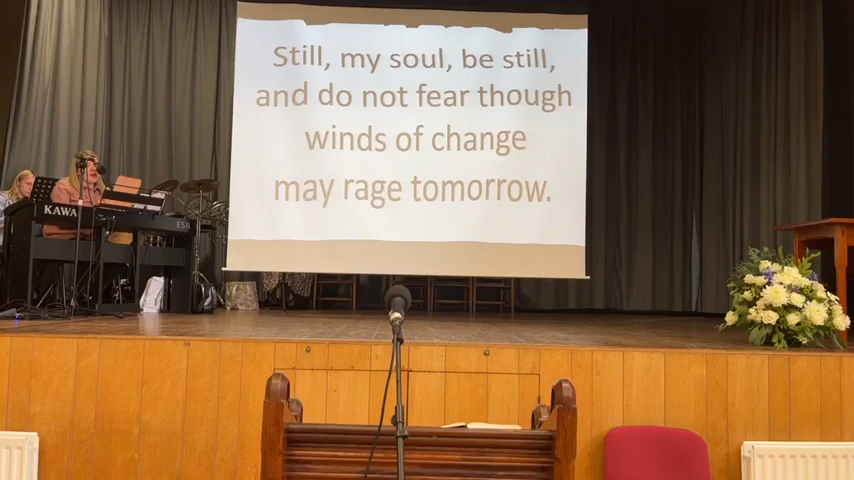 Still, my soul, be still,
and do not fear though
winds of change
may rage tomorrow.
KAWAI
ES8